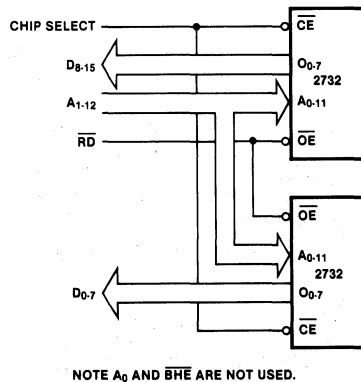 CHIP SELECT
CE
D8-15
O0-7
2732
A1-12
A0-11
RD
OE
OE
A0-11
2732
D0-7
O0-7
CE
NOTE A0 AND BHE ARE NOT USED.